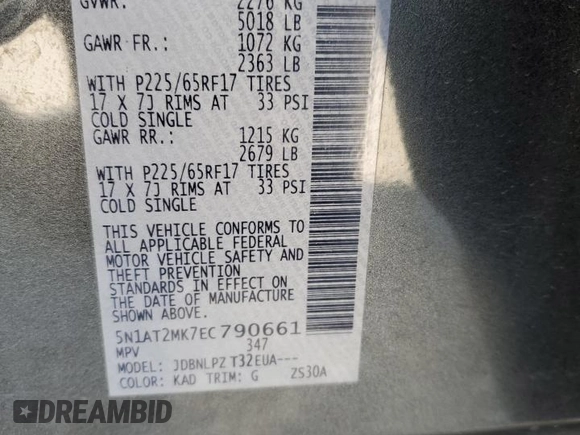 GVWR: 2276 KG
5018 LB
GAWR FR.: 1072 KG
2363 LB
WITH P225/65RF17 TIRES
17 X 7J RIMS AT 33 PSI
COLD SINGLE
GAWR RR.: 1215 KG
2679 LB
WITH P225/65RF17 TIRES
17 X 7J RIMS AT 33 PSI
COLD SINGLE
THIS VEHICLE CONFORMS TO
ALL APPLICABLE FEDERAL
MOTOR VEHICLE SAFETY AND
THEFT PREVENTION
STANDARDS IN EFFECT ON
THE DATE OF MANUFACTURE
SHOWN ABOVE.
5N1AT2MK7EC790661
MPV 347
MODEL: JDBNLPZ T32EUA---
COLOR: KAD TRIM: G ZS30A
DREAMBID